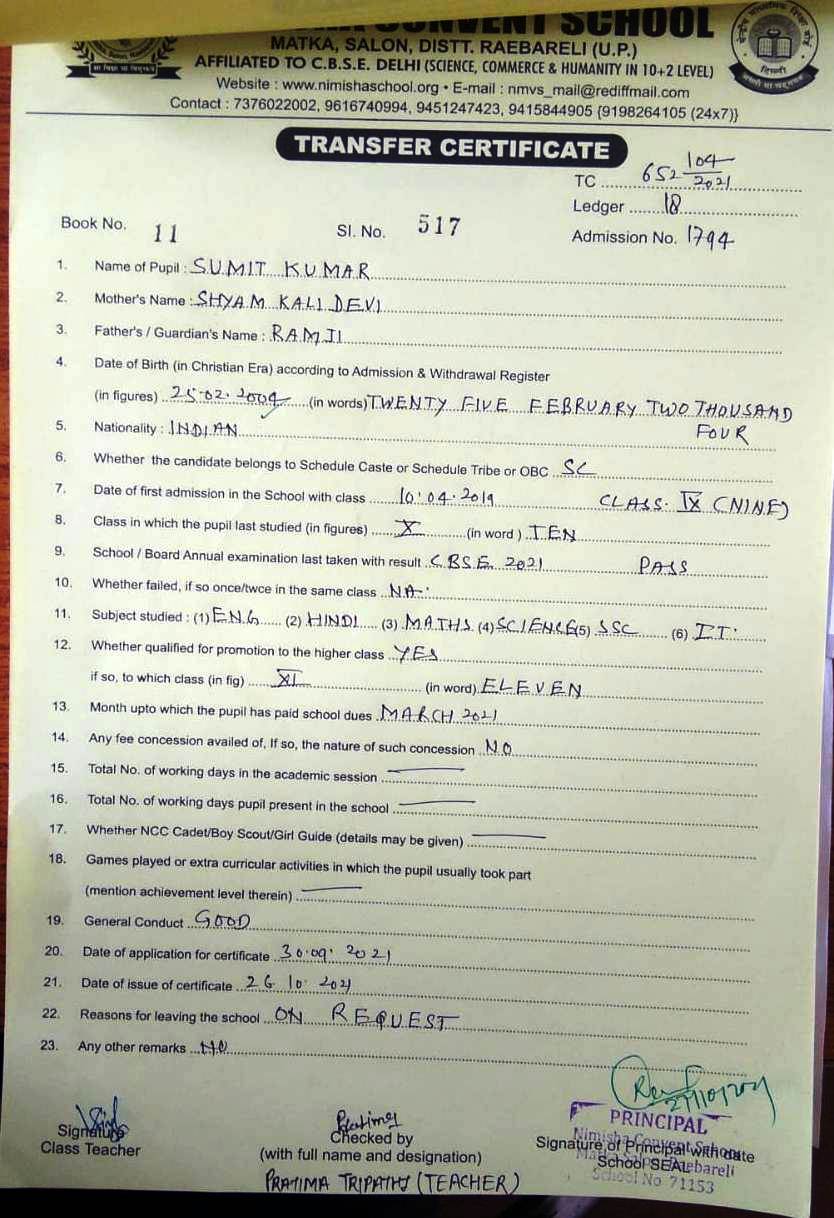 CONVENT SCHOOL
MATKA, SALON, DISTT. RAEBARELI (U.P.)
AFFILIATED TO C.B.S.E. DELHI (SCIENCE, COMMERCE & HUMANITY IN 10+2 LEVEL)
Website : www.nimishaschool.org • E-mail : nmvs_mail@rediffmail.com
Contact : 7376022002, 9616740994, 9451247423, 9415844905 {9198264105 (24x7)}
TRANSFER CERTIFICATE
TC 652 104/2021
Ledger 18
Book No. 11 Sl. No. 517 Admission No. 1794
1. Name of Pupil : SUMIT KUMAR
2. Mother's Name : SHYAM KALI DEVI
3. Father's / Guardian's Name : RAMJI
4. Date of Birth (in Christian Era) according to Admission & Withdrawal Register
(in figures) 25.02.2004 (in words) TWENTY FIVE FEBRUARY TWO THOUSAND
FOUR
5. Nationality : INDIAN
6. Whether the candidate belongs to Schedule Caste or Schedule Tribe or OBC SC
7. Date of first admission in the School with class 10.04.2019 CLASS. IX (NINE)
8. Class in which the pupil last studied (in figures) X (in word ) TEN
9. School / Board Annual examination last taken with result CBSE 2021 PASS
10. Whether failed, if so once/twce in the same class NA
11. Subject studied : (1) ENG (2) HINDI (3) MATHS (4) SCIENCE (5) SSC (6) IT
12. Whether qualified for promotion to the higher class YES
if so, to which class (in fig) XI (in word) ELEVEN
13. Month upto which the pupil has paid school dues MARCH 2021
14. Any fee concession availed of, If so, the nature of such concession NO
15. Total No. of working days in the academic session
16. Total No. of working days pupil present in the school
17. Whether NCC Cadet/Boy Scout/Girl Guide (details may be given)
18. Games played or extra curricular activities in which the pupil usually took part
(mention achievement level therein)
19. General Conduct GOOD
20. Date of application for certificate 30.09.2021
21. Date of issue of certificate 26 10 2021
22. Reasons for leaving the school ON REQUEST
23. Any other remarks NO
Signature
Class Teacher
Pratima
Checked by
(with full name and designation)
PRATIMA TRIPATHI (TEACHER)
27/10/2021
PRINCIPAL
Nimisha Convent School
Signature of Principal with date
Matka Salon Raebareli
School SEAL
School No 71153